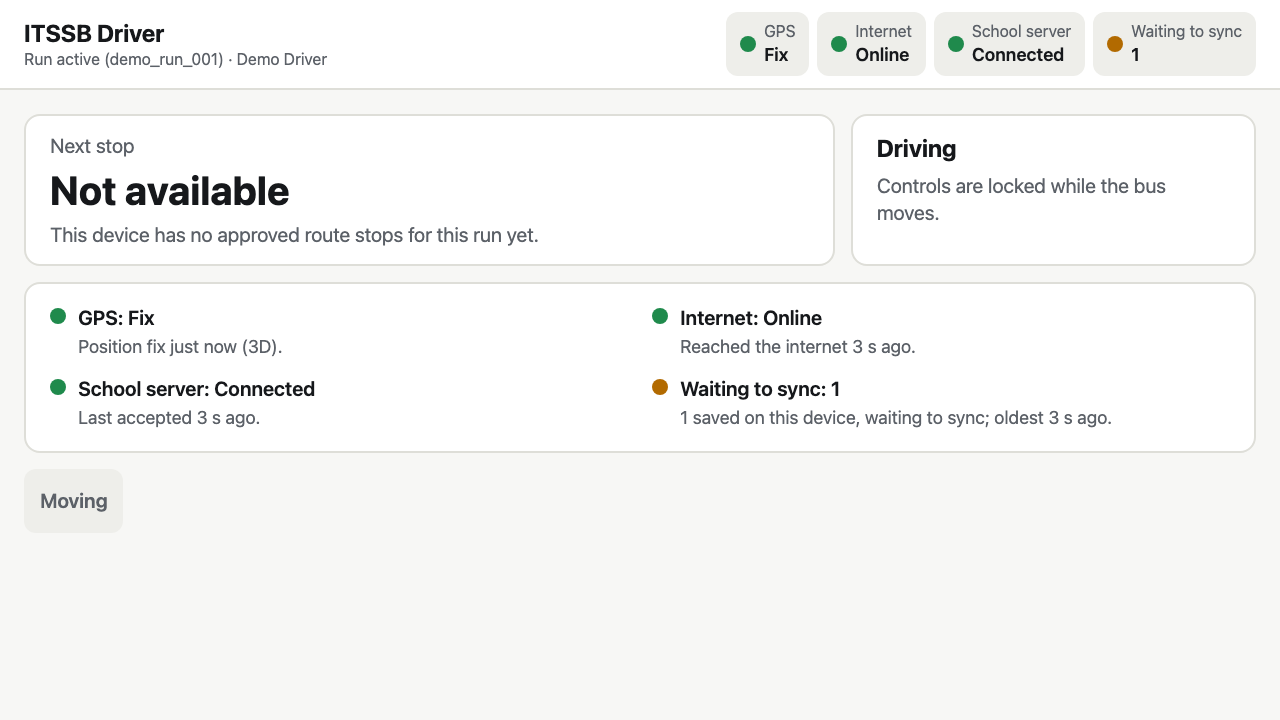 ITSSB Driver
Run active (demo_run_001) · Demo Driver
GPS
Fix
Internet
Online
School server
Connected
Waiting to sync
1
Next stop
Not available
This device has no approved route stops for this run yet.
Driving
Controls are locked while the bus
moves.
GPS: Fix
Position fix just now (3D).
Internet: Online
Reached the internet 3 s ago.
School server: Connected
Last accepted 3 s ago.
Waiting to sync: 1
1 saved on this device, waiting to sync; oldest 3 s ago.
Moving